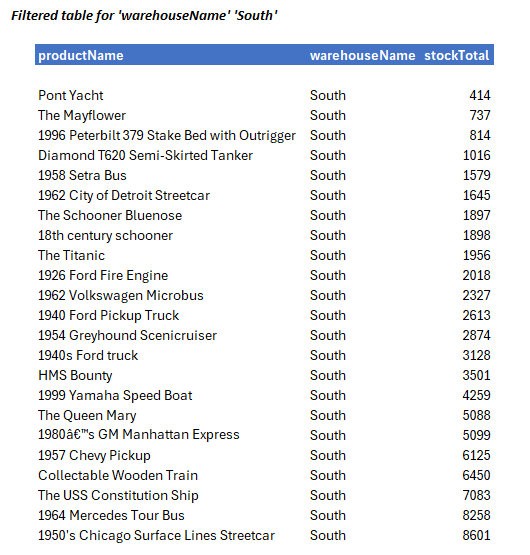 Filtered table for 'warehouseName' 'South'
productName warehouseName stockTotal
Pont Yacht South 414
The Mayflower South 737
1996 Peterbilt 379 Stake Bed with Outrigger South 814
Diamond T620 Semi-Skirted Tanker South 1016
1958 Setra Bus South 1579
1962 City of Detroit Streetcar South 1645
The Schooner Bluenose South 1897
18th century schooner South 1898
The Titanic South 1956
1926 Ford Fire Engine South 2018
1962 Volkswagen Microbus South 2327
1940 Ford Pickup Truck South 2613
1954 Greyhound Scenicruiser South 2874
1940s Ford truck South 3128
HMS Bounty South 3501
1999 Yamaha Speed Boat South 4259
The Queen Mary South 5088
1980â€™s GM Manhattan Express South 5099
1957 Chevy Pickup South 6125
Collectable Wooden Train South 6450
The USS Constitution Ship South 7083
1964 Mercedes Tour Bus South 8258
1950's Chicago Surface Lines Streetcar South 8601